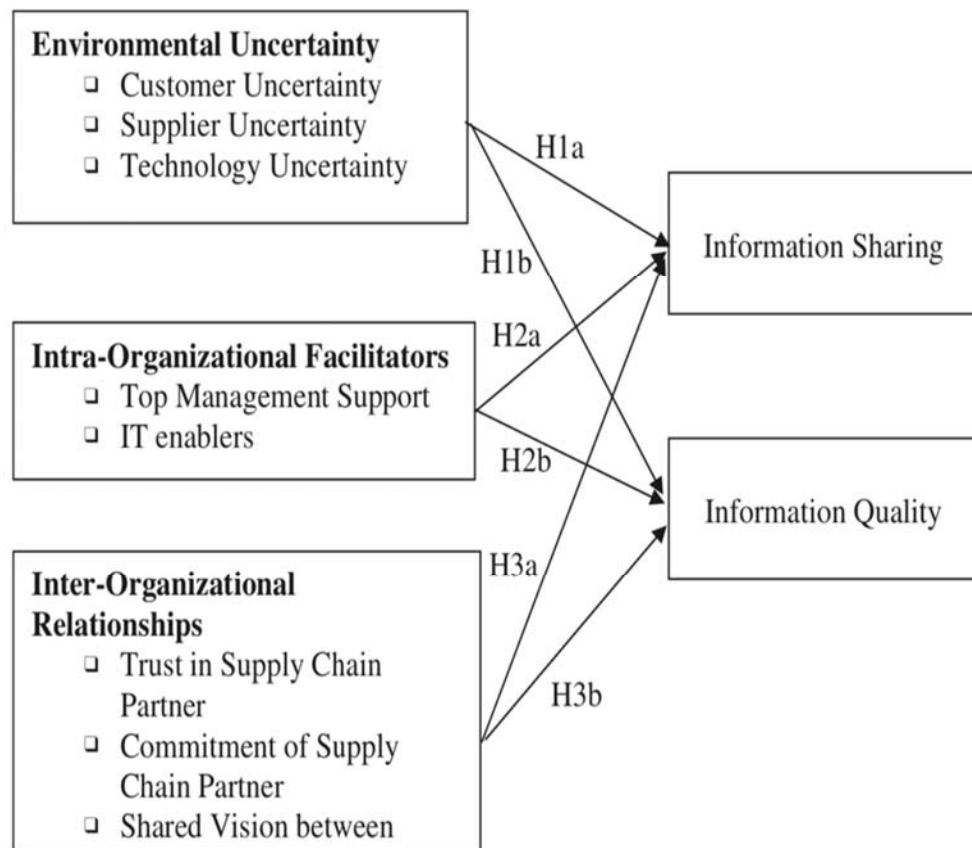 Environmental Uncertainty
❑ Customer Uncertainty
❑ Supplier Uncertainty
❑ Technology Uncertainty
H1a
Information Sharing
H1b
H2a
Intra-Organizational Facilitators
❑ Top Management Support
❑ IT enablers
H2b
Information Quality
H3a
Inter-Organizational
Relationships
❑ Trust in Supply Chain
Partner
H3b
❑ Commitment of Supply
Chain Partner
❑ Shared Vision between